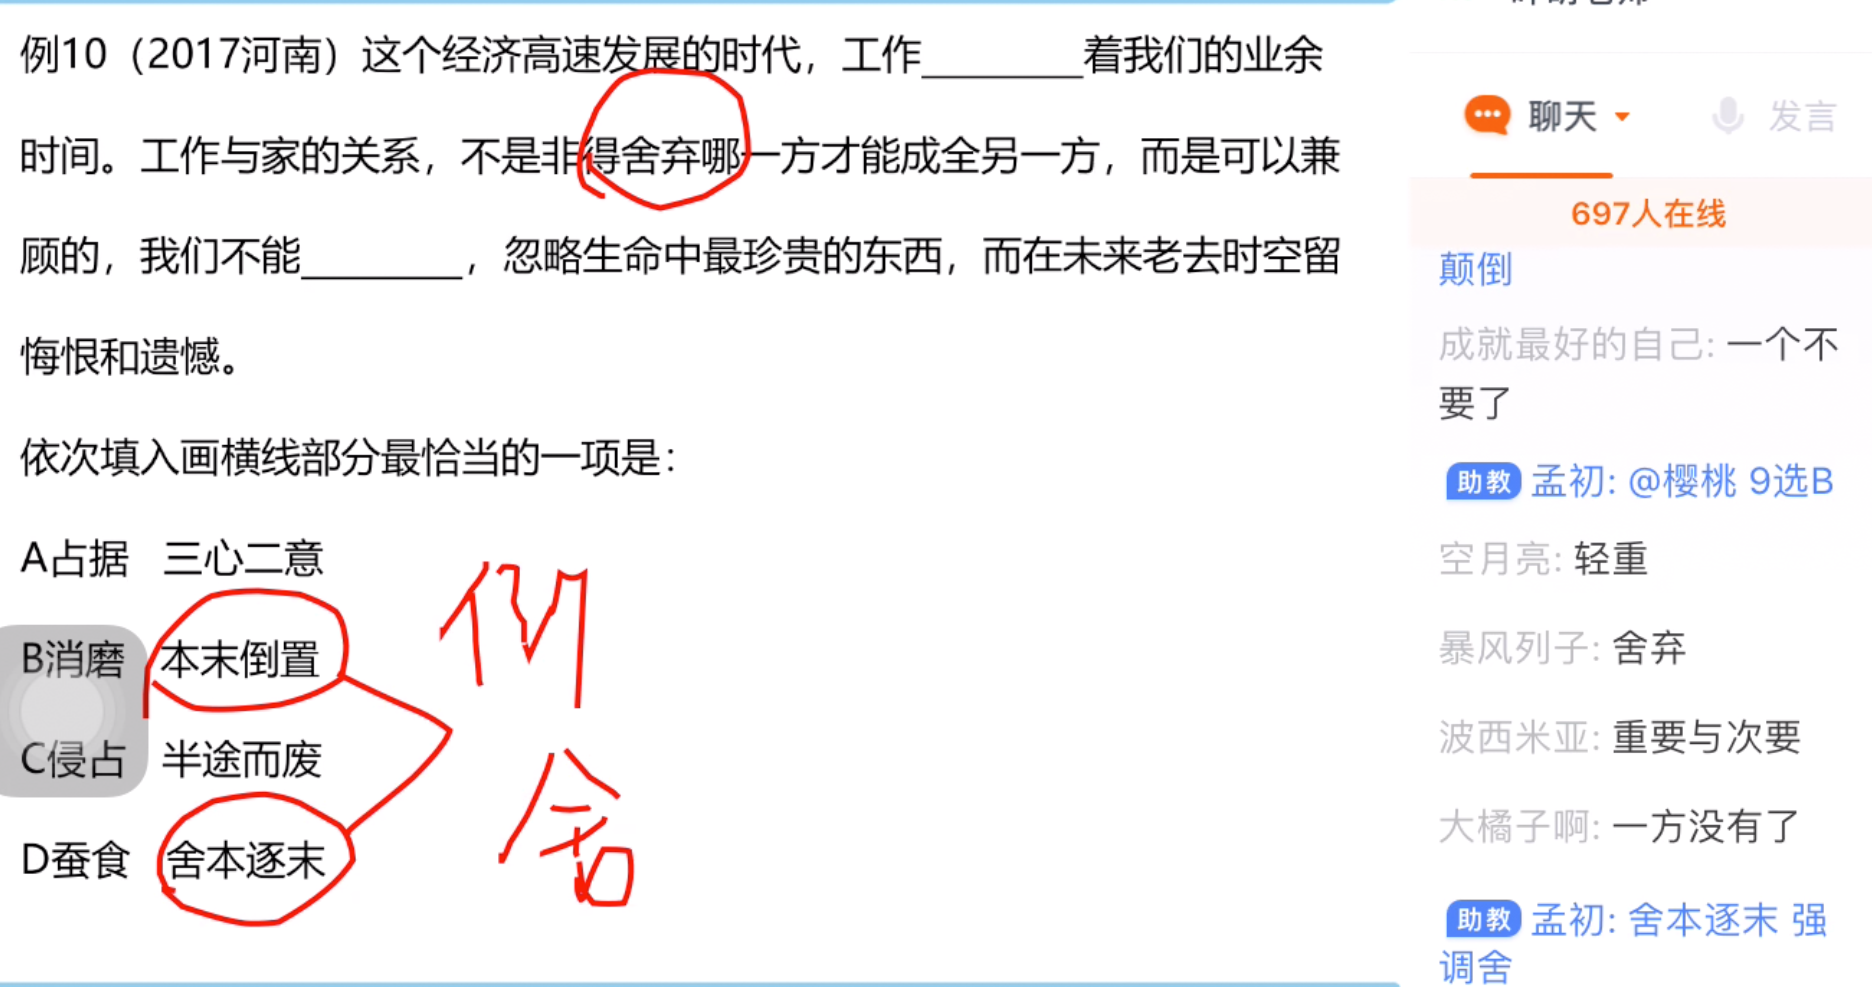 例10（2017河南）这个经济高速发展的时代，工作________着我们的业余
时间。工作与家的关系，不是非得舍弃哪一方才能成全另一方，而是可以兼
顾的，我们不能________，忽略生命中最珍贵的东西，而在未来老去时空留
悔恨和遗憾。
依次填入画横线部分最恰当的一项是：
A占据 三心二意
B消磨 本末倒置
C侵占 半途而废
D蚕食 舍本逐末
舍
聊天
发言
697人在线
颠倒
成就最好的自己: 一个不
要了
助教 孟初: @樱桃 9选B
空月亮: 轻重
暴风列子: 舍弃
波西米亚: 重要与次要
大橘子啊: 一方没有了
助教 孟初: 舍本逐末 强
调舍